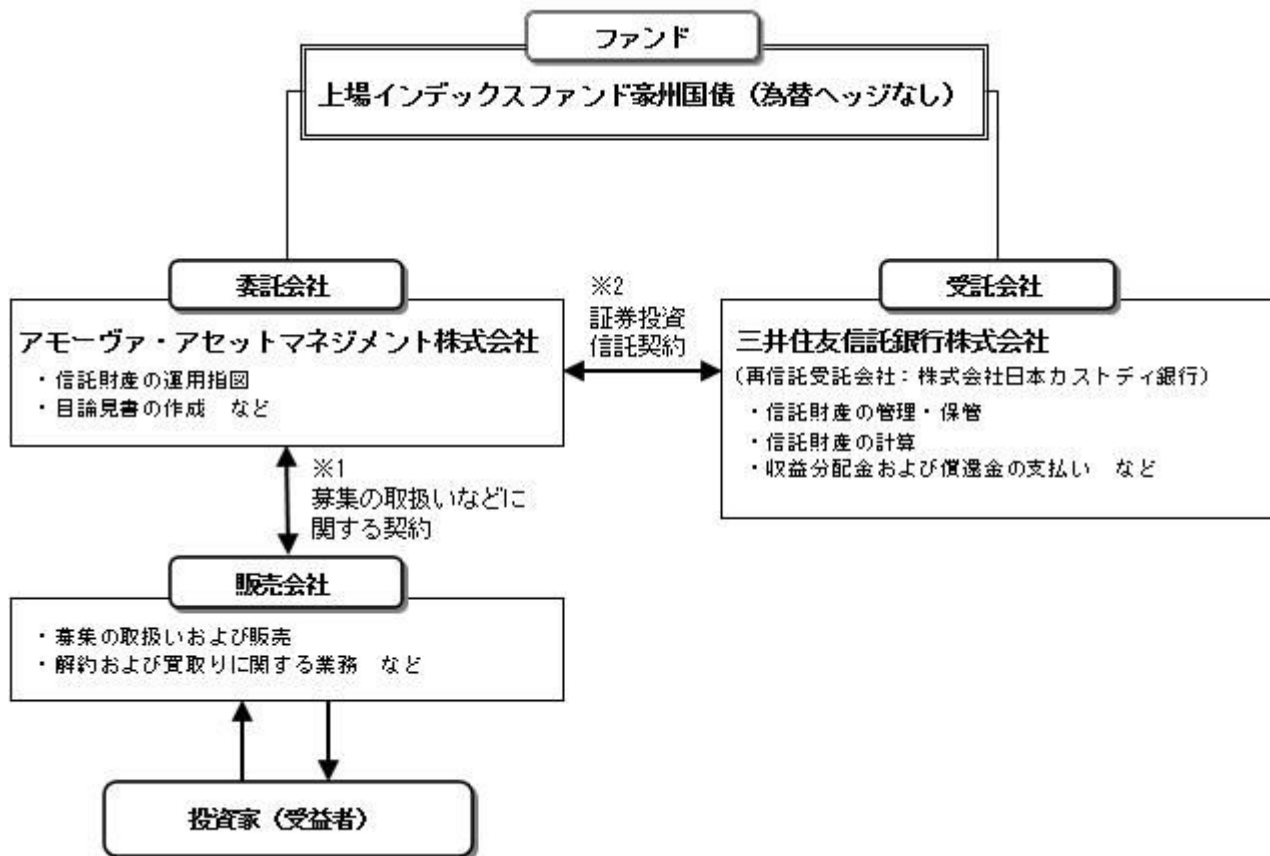 ファンド
上場インデックスファンド豪州国債（為替ヘッジなし）
委託会社
アモーヴァ・アセットマネジメント株式会社
・信託財産の運用指図
・目論見書の作成　など
※2
証券投資
信託契約
受託会社
三井住友信託銀行株式会社
（再信託受託会社：株式会社日本カストディ銀行）
・信託財産の管理・保管
・信託財産の計算
・収益分配金および償還金の支払い　など
※1
募集の取扱いなどに
関する契約
販売会社
・募集の取扱いおよび販売
・解約および買取りに関する業務　など
投資家（受益者）